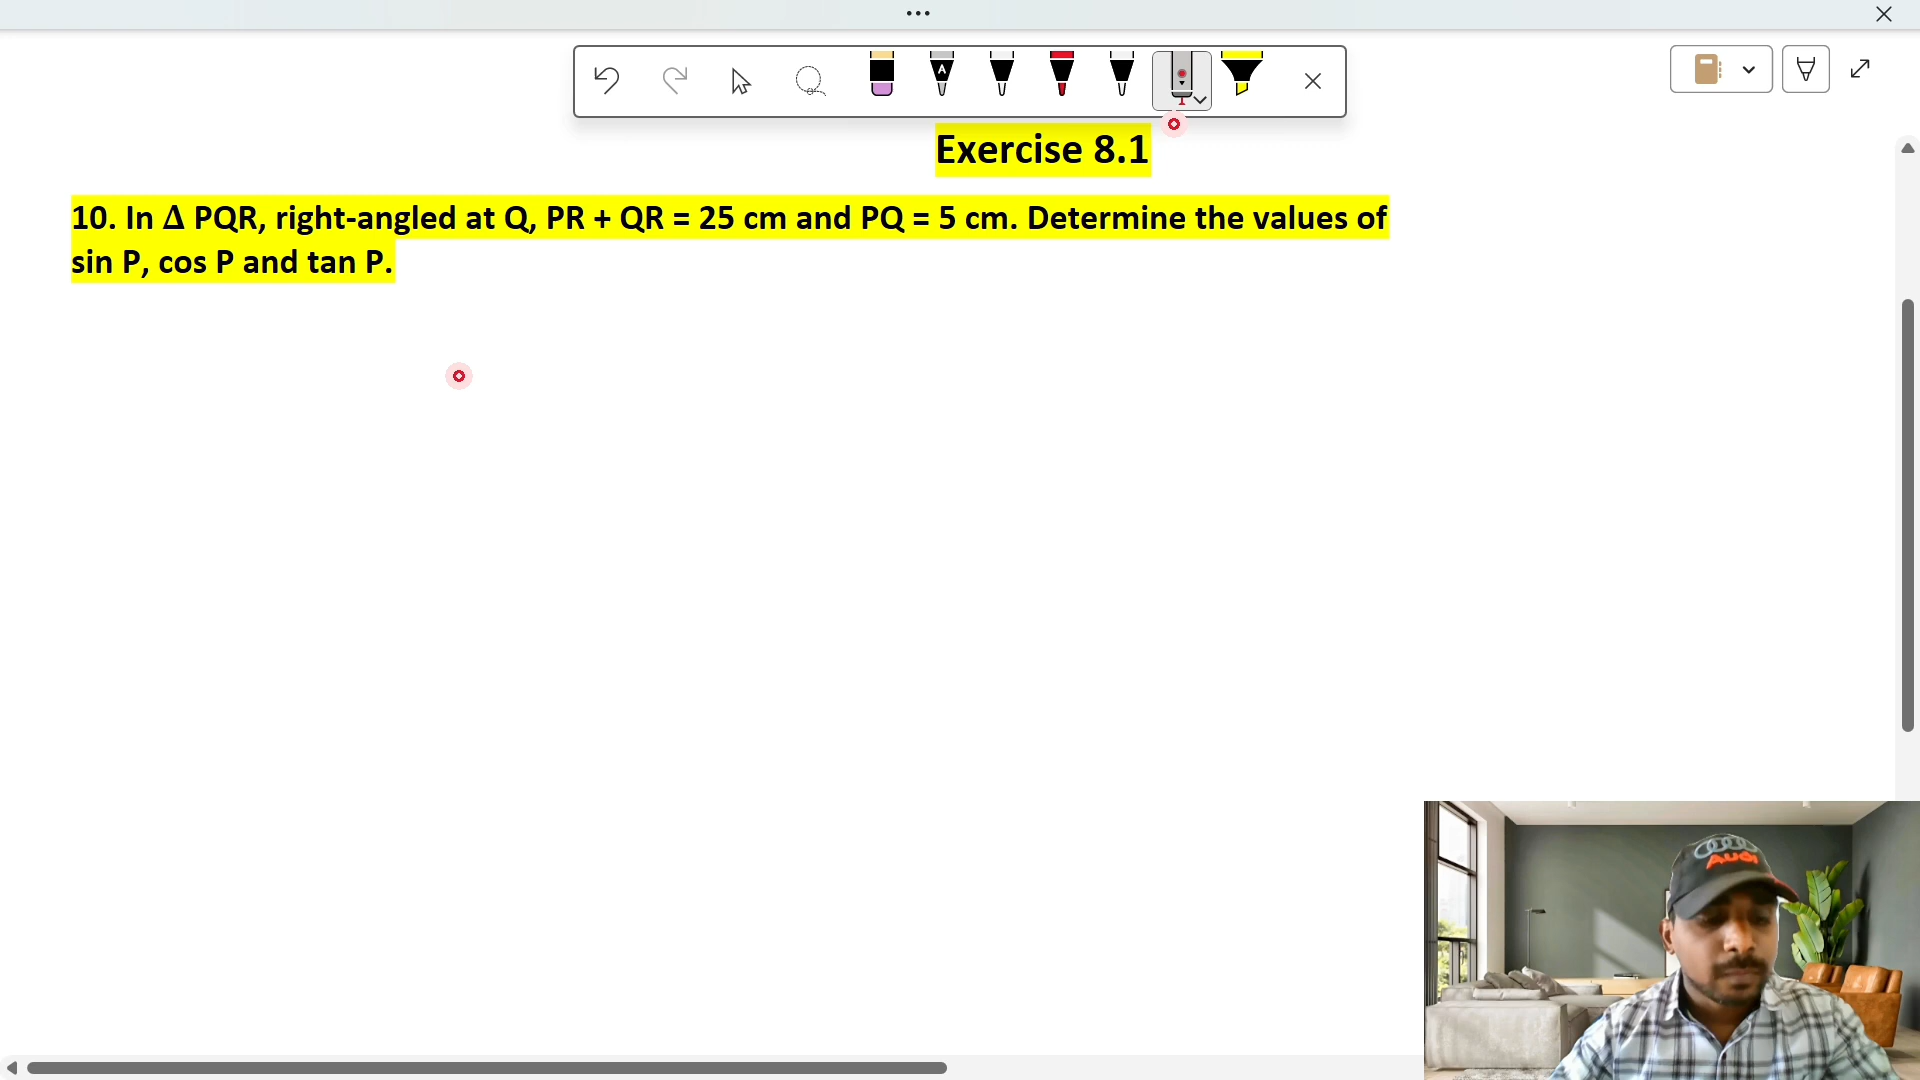 A
Exercise 8.1
10. In Δ PQR, right-angled at Q, PR + QR = 25 cm and PQ = 5 cm. Determine the values of
sin P, cos P and tan P.
Audi